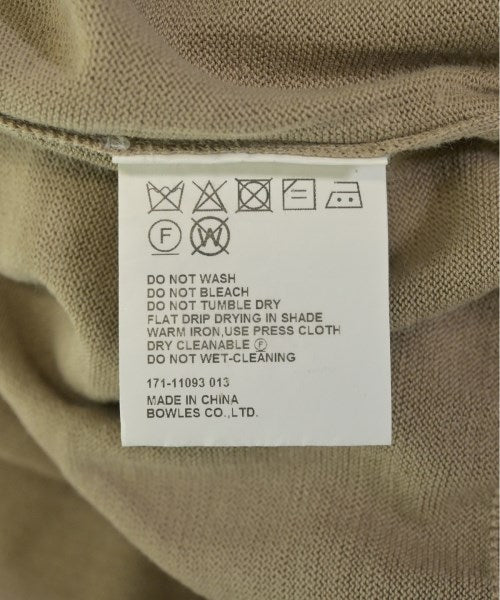 F W
DO NOT WASH
DO NOT BLEACH
DO NOT TUMBLE DRY
FLAT DRIP DRYING IN SHADE
WARM IRON,USE PRESS CLOTH
DRY CLEANABLE Ⓕ
DO NOT WET-CLEANING
171-11093 013
MADE IN CHINA
BOWLES CO.,LTD.